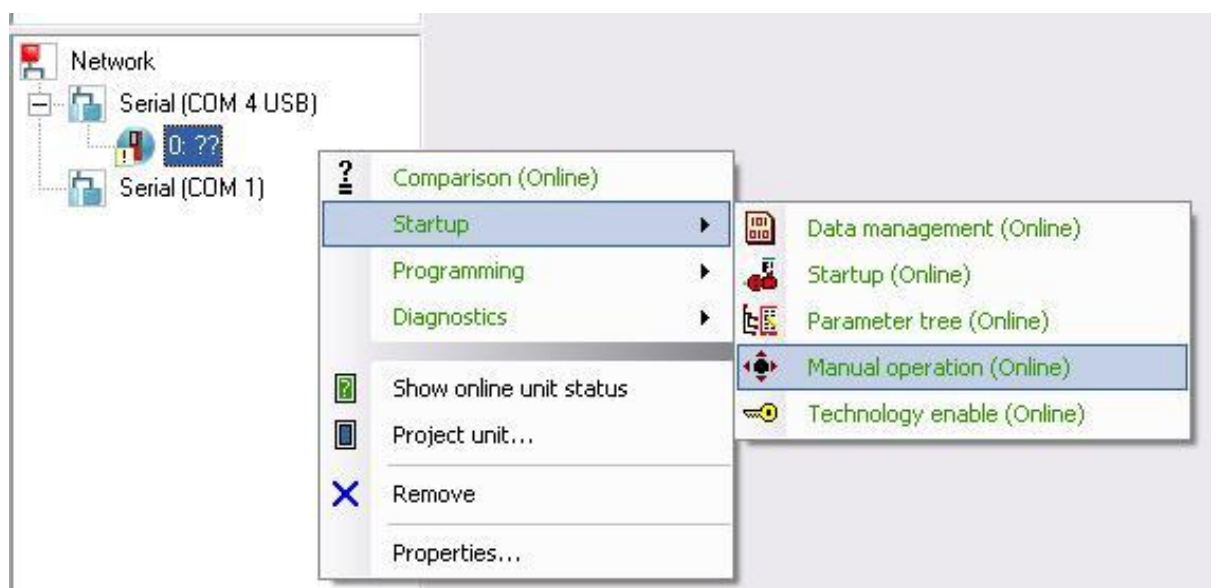 Network
Serial (COM 4 USB)
0: ??
Serial (COM 1)
Comparison (Online)
Startup
Programming
Diagnostics
Show online unit status
Project unit...
Remove
Properties...
Data management (Online)
Startup (Online)
Parameter tree (Online)
Manual operation (Online)
Technology enable (Online)